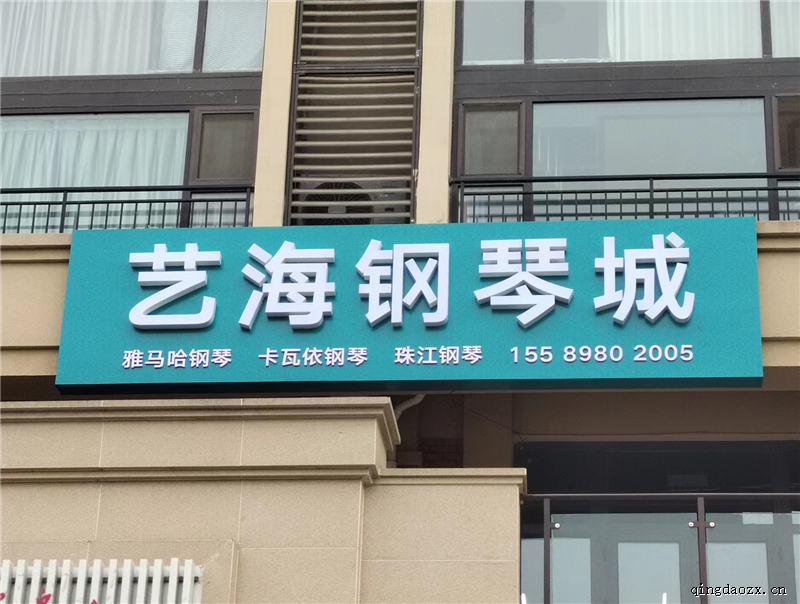 艺海钢琴城
雅马哈钢琴 卡瓦依钢琴 珠江钢琴 155 8980 2005
qingdaozx.cn